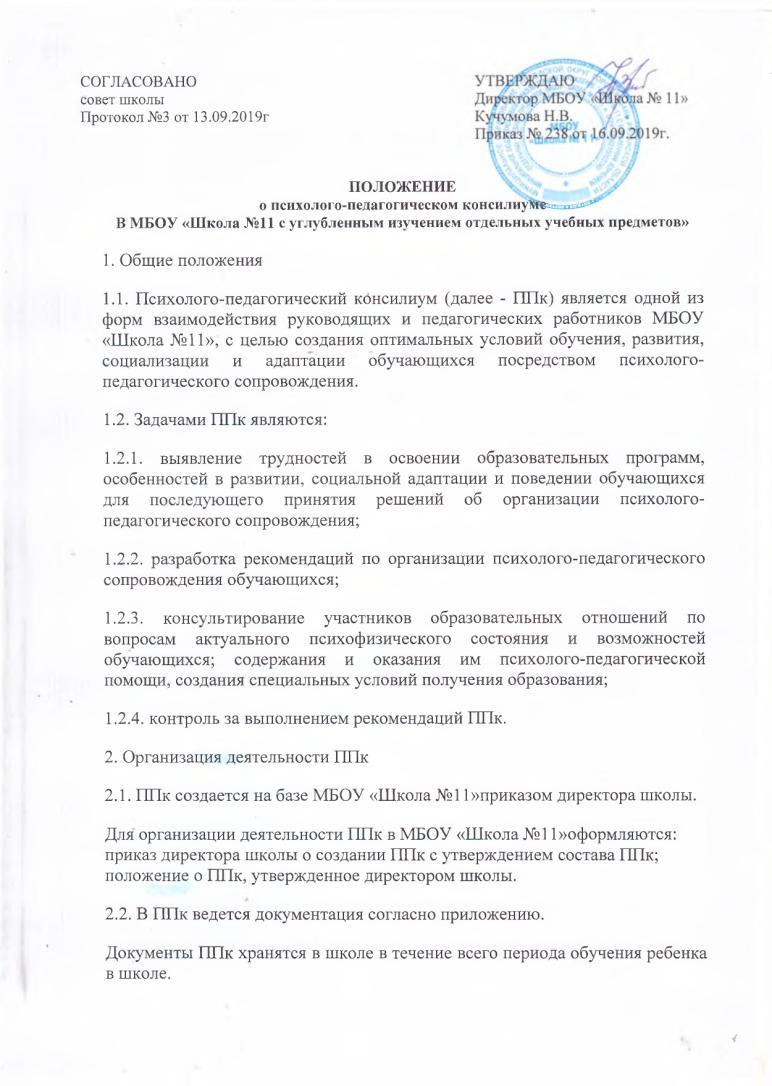 СОГЛАСОВАНО
совет школы
Протокол №3 от 13.09.2019г
УТВЕРЖДАЮ
Директор МБОУ «Школа № 11»
Кучумова Н.В.
Приказ № 238 от 16.09.2019г.
МБОУ
«Школа № 11»
ПОЛОЖЕНИЕ
о психолого-педагогическом консилиуме
В МБОУ «Школа №11 с углубленным изучением отдельных учебных предметов»
1. Общие положения
1.1. Психолого-педагогический консилиум (далее - ППк) является одной из
форм взаимодействия руководящих и педагогических работников МБОУ
«Школа №11», с целью создания оптимальных условий обучения, развития,
социализации и адаптации обучающихся посредством психолого-
педагогического сопровождения.
1.2. Задачами ППк являются:
1.2.1. выявление трудностей в освоении образовательных программ,
особенностей в развитии, социальной адаптации и поведении обучающихся
для последующего принятия решений об организации психолого-
педагогического сопровождения;
1.2.2. разработка рекомендаций по организации психолого-педагогического
сопровождения обучающихся;
1.2.3. консультирование участников образовательных отношений по
вопросам актуального психофизического состояния и возможностей
обучающихся; содержания и оказания им психолого-педагогической
помощи, создания специальных условий получения образования;
1.2.4. контроль за выполнением рекомендаций ППк.
2. Организация деятельности ППк
2.1. ППк создается на базе МБОУ «Школа №11»приказом директора школы.
Для организации деятельности ППк в МБОУ «Школа №11»оформляются:
приказ директора школы о создании ППк с утверждением состава ППк;
положение о ППк, утвержденное директором школы.
2.2. В ППк ведется документация согласно приложению.
Документы ППк хранятся в школе в течение всего периода обучения ребенка
в школе.